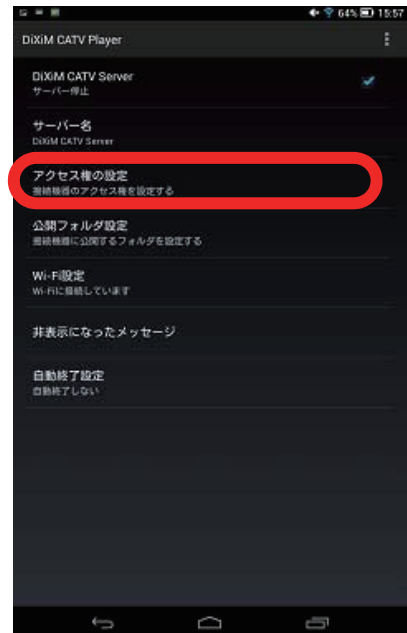 64% 15:57
DiXiM CATV Player
DiXiM CATV Server
サーバー停止
サーバー名
DiXiM CATV Server
アクセス権の設定
接続機器のアクセス権を設定する
公開フォルダ設定
接続機器に公開するフォルダを設定する
Wi-Fi設定
Wi-Fiに接続しています
非表示になったメッセージ
自動終了設定
自動終了しない